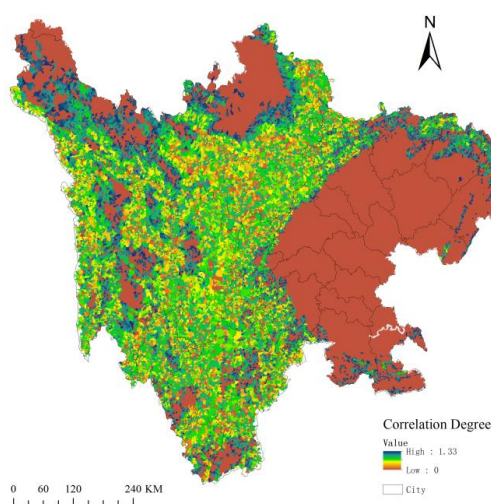 N
Correlation Degree
Value
High : 1.33
Low : 0
City
0 60 120 240 KM